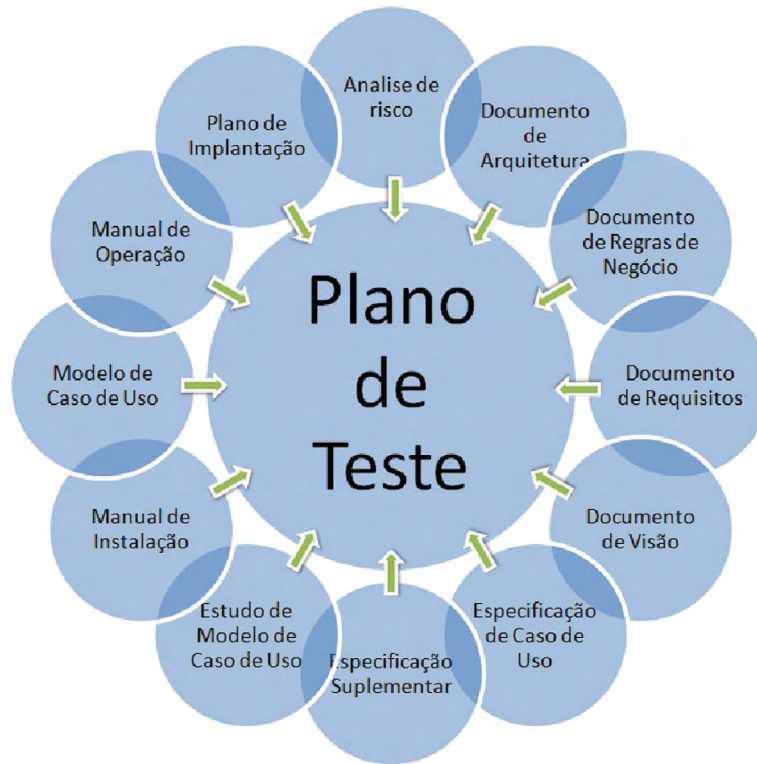 Analise de
risco
Documento
de
Arquitetura
Documento
de Regras de
Negócio
Documento
de Requisitos
Documento
de Visão
Especificação
de Caso de
Uso
Especificação
Suplementar
Estudo de
Modelo de
Caso de Uso
Manual de
Instalação
Modelo de
Caso de Uso
Manual de
Operação
Plano de
Implantação
Plano
de
Teste